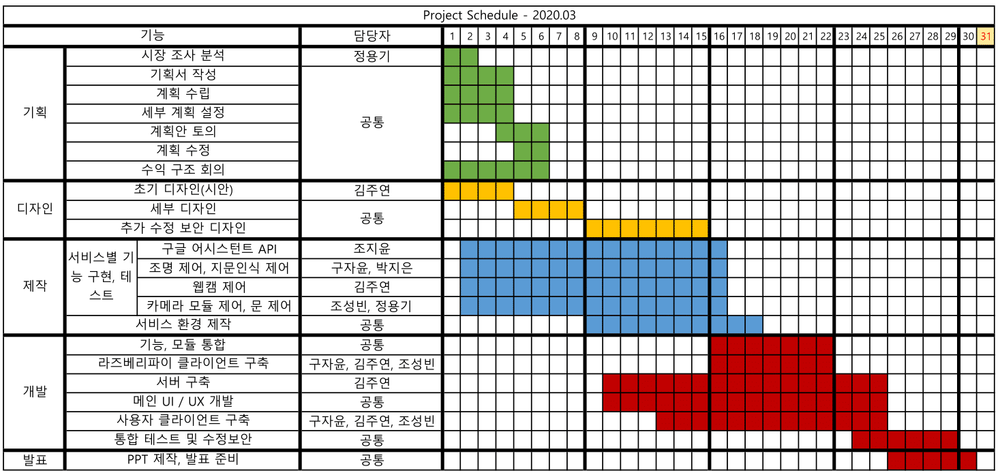 Project Schedule - 2020.03
기능 담당자 1 2 3 4 5 6 7 8 9 10 11 12 13 14 15 16 17 18 19 20 21 22 23 24 25 26 27 28 29 30 31
기획
시장 조사 분석 정용기
기획서 작성
계획 수립
세부 계획 설정
공통
계획안 토의
계획 수정
수익 구조 회의
디자인
초기 디자인(시안) 김주연
세부 디자인
공통
추가 수정 보안 디자인
제작
서비스별 기
능 구현, 테
스트
구글 어시스턴트 API 조지윤
조명 제어, 지문인식 제어 구자윤, 박지은
웹캠 제어 김주연
카메라 모듈 제어, 문 제어 조성빈, 정용기
서비스 환경 제작 공통
개발
기능, 모듈 통합 공통
라즈베리파이 클라이언트 구축 구자윤, 김주연, 조성빈
서버 구축 김주연
메인 UI / UX 개발 공통
사용자 클라이언트 구축 구자윤, 김주연, 조성빈
통합 테스트 및 수정보안 공통
발표 PPT 제작, 발표 준비 공통